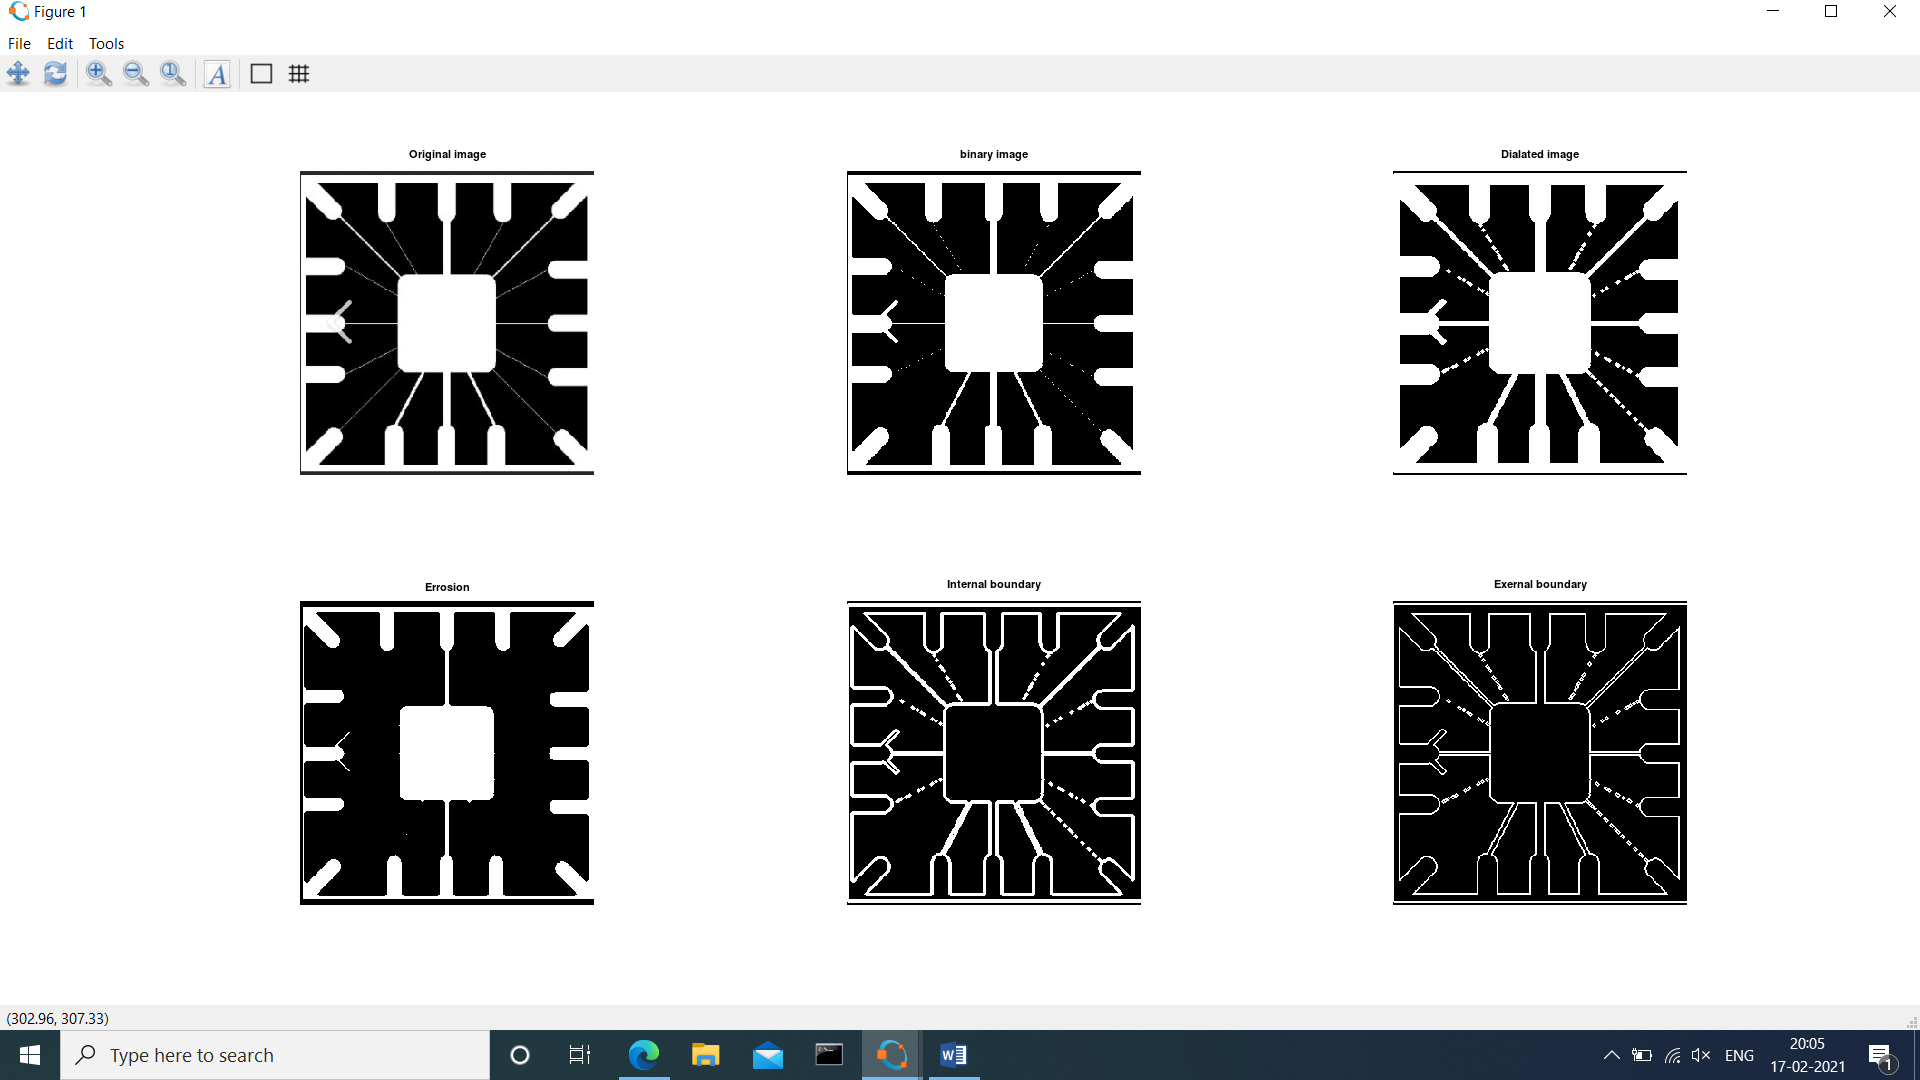 Figure 1
File Edit Tools
A
Original image
binary image
Dialated image
Errosion
Internal boundary
Exernal boundary
(302.96, 307.33)
Type here to search
ENG
20:05
17-02-2021
1